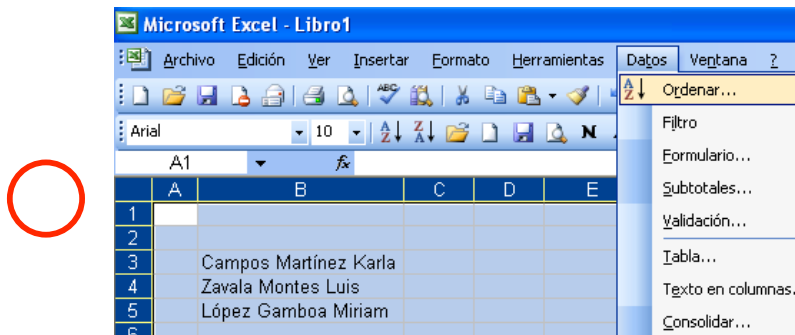 Microsoft Excel - Libro1
Archivo Edición Ver Insertar Formato Herramientas Datos Ventana ?
ABC
Arial 10 A Z Z A N
A1 fx
A B C D E
1
2
3 Campos Martínez Karla
4 Zavala Montes Luis
5 López Gamboa Miriam
6
A Z Ordenar...
Filtro
Formulario...
Subtotales...
Validación...
Tabla...
Texto en columnas.
Consolidar...